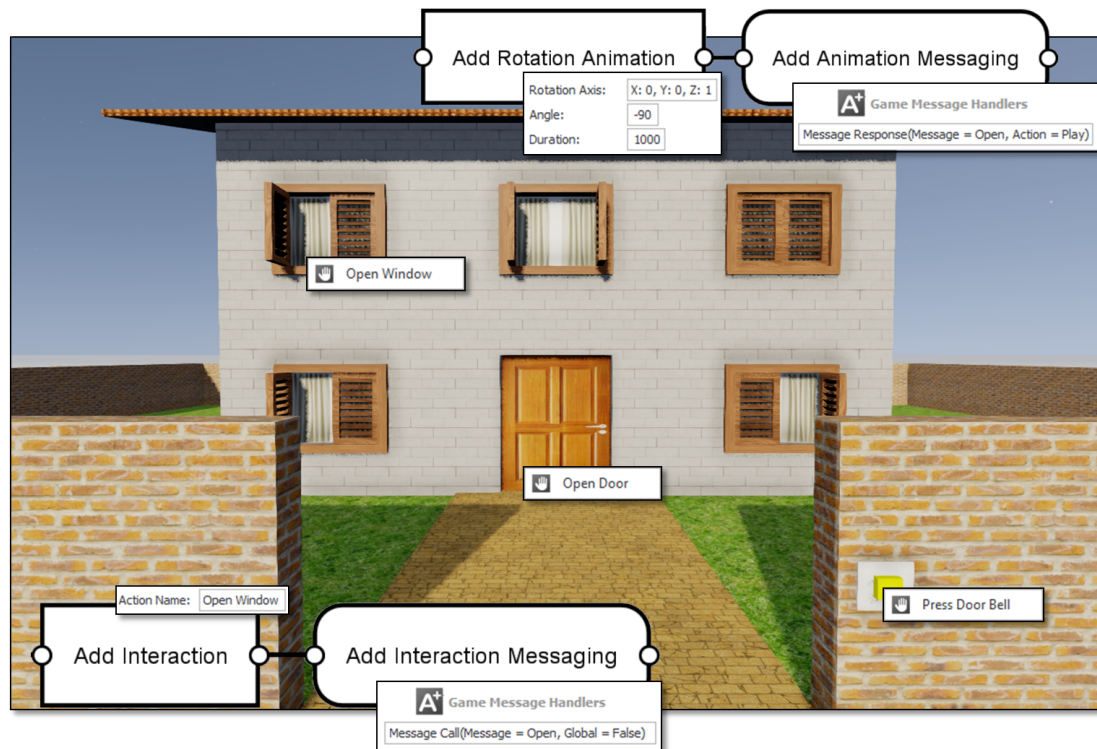 Add Rotation Animation
Add Animation Messaging
Rotation Axis: X: 0, Y: 0, Z: 1
Angle: -90
Duration: 1000
A+ Game Message Handlers
Message Response(Message = Open, Action = Play)
Open Window
Open Door
Press Door Bell
Action Name: Open Window
Add Interaction
Add Interaction Messaging
A+ Game Message Handlers
Message Call(Message = Open, Global = False)